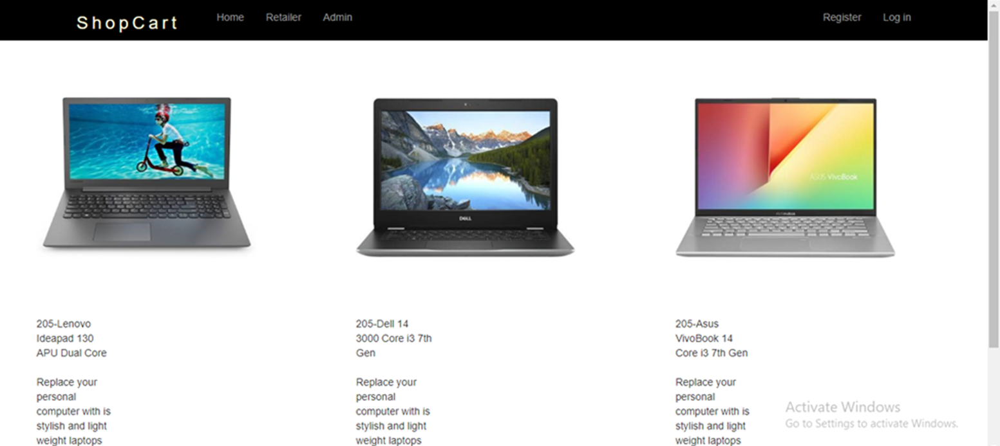 ShopCart
Home
Retailer
Admin
Register
Log in
DELL
ASUS VivoBook
205-Lenovo
Ideapad 130
APU Dual Core
Replace your
personal
computer with is
stylish and light
weight laptops
205-Dell 14
3000 Core i3 7th
Gen
Replace your
personal
computer with is
stylish and light
weight laptops
205-Asus
VivoBook 14
Core i3 7th Gen
Replace your
personal
computer with is
stylish and light
weight laptops
Activate Windows
Go to Settings to activate Windows.